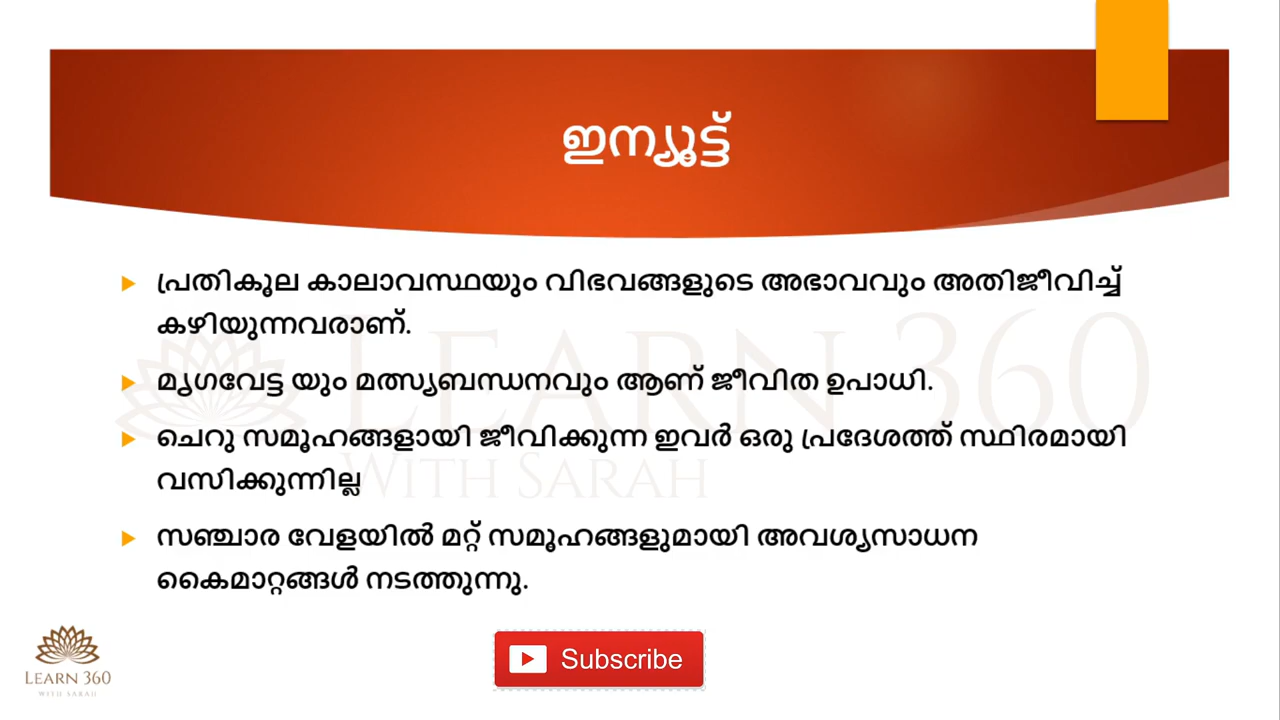 ഇന്യൂട്ട്
പ്രതികൂല കാലാവസ്ഥയും വിഭവങ്ങളുടെ അഭാവവും അതിജീവിച്ച്
കഴിയുന്നവരാണ്.
മൃഗവേട്ട യും മത്സ്യബന്ധനവും ആണ് ജീവിത ഉപാധി.
ചെറു സമൂഹങ്ങളായി ജീവിക്കുന്ന ഇവർ ഒരു പ്രദേശത്ത് സ്ഥിരമായി
വസിക്കുന്നില്ല
സഞ്ചാര വേളയിൽ മറ്റ് സമൂഹങ്ങളുമായി അവശ്യസാധന
കൈമാറ്റങ്ങൾ നടത്തുന്നു.
LEARN 360
WITH SARAH
Subscribe
LEARN 360
WITH SARAH